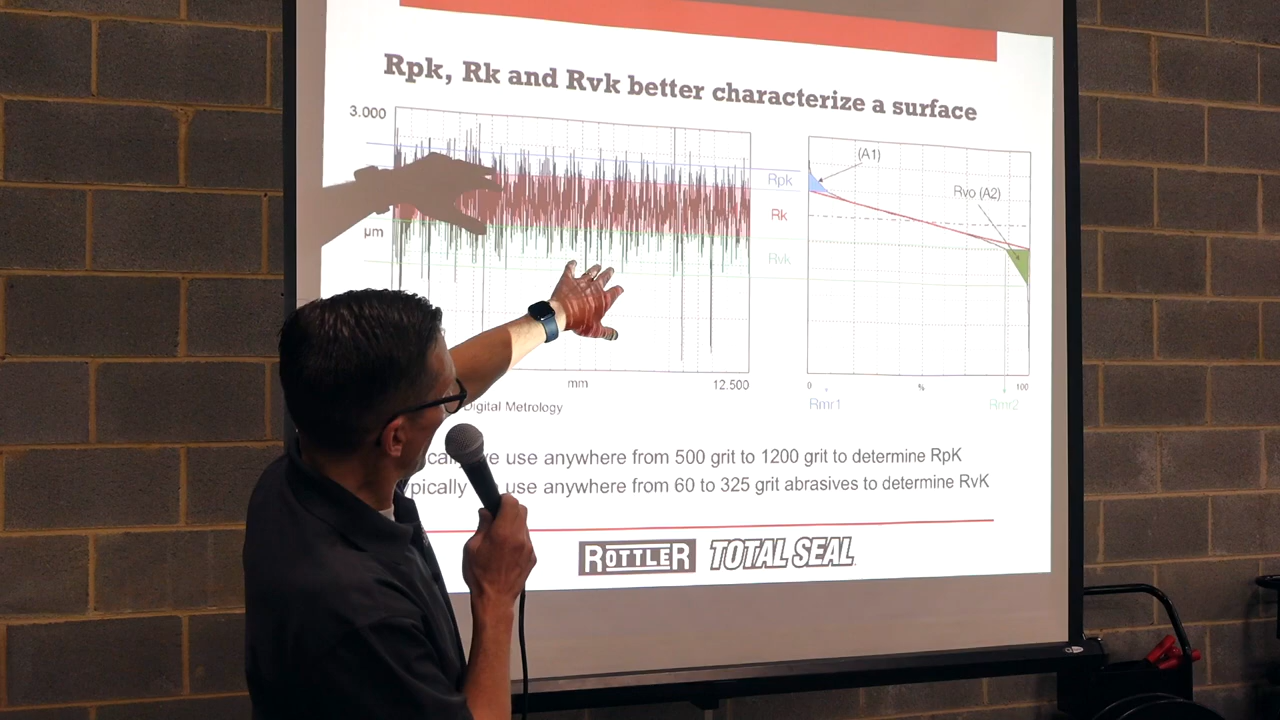 Rpk, Rk and Rvk better characterize a surface
3.000
µm
mm
12.500
Rpk
Rk
Rvk
(A1)
Rvo (A2)
0
%
100
Rmr1
Rmr2
Digital Metrology
use anywhere from 500 grit to 1200 grit to determine RpK
use anywhere from 60 to 325 grit abrasives to determine RvK
ROTTLER
TOTAL SEAL